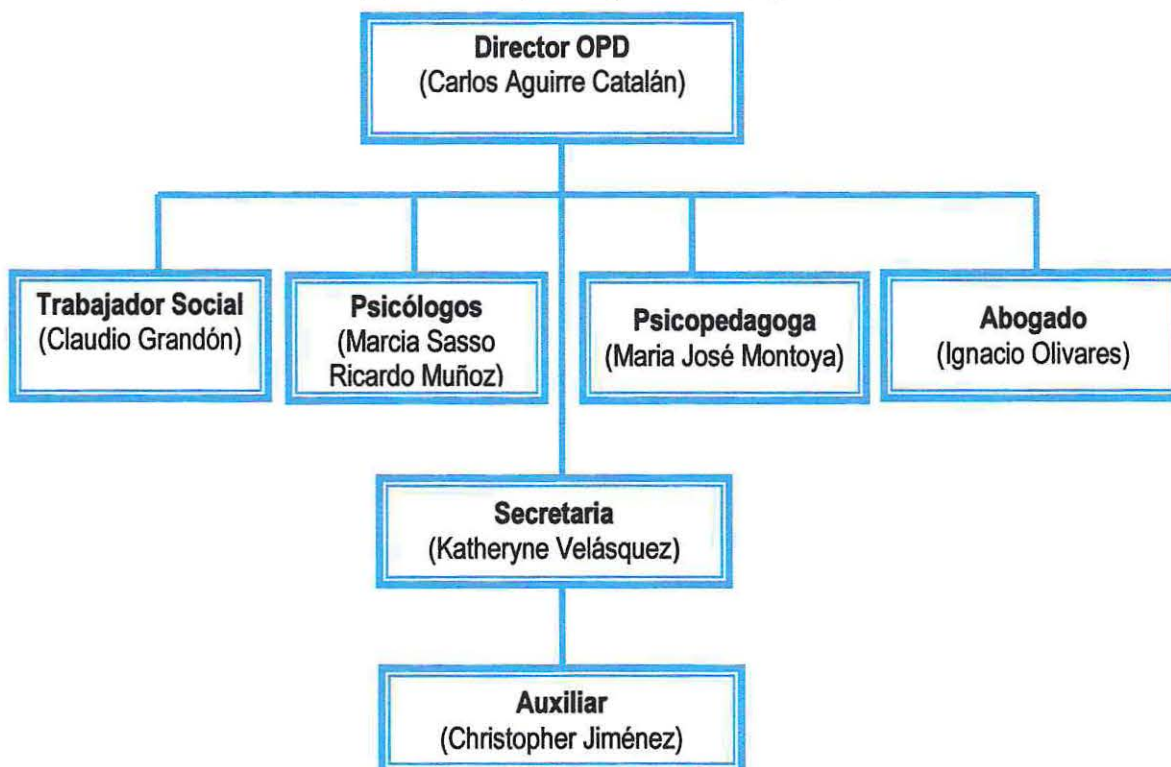 Director OPD
(Carlos Aguirre Catalán)
Trabajador Social
(Claudio Grandón)
Psicólogos
(Marcia Sasso
Ricardo Muñoz)
Psicopedagoga
(Maria José Montoya)
Abogado
(Ignacio Olivares)
Secretaria
(Katheryne Velásquez)
Auxiliar
(Christopher Jiménez)